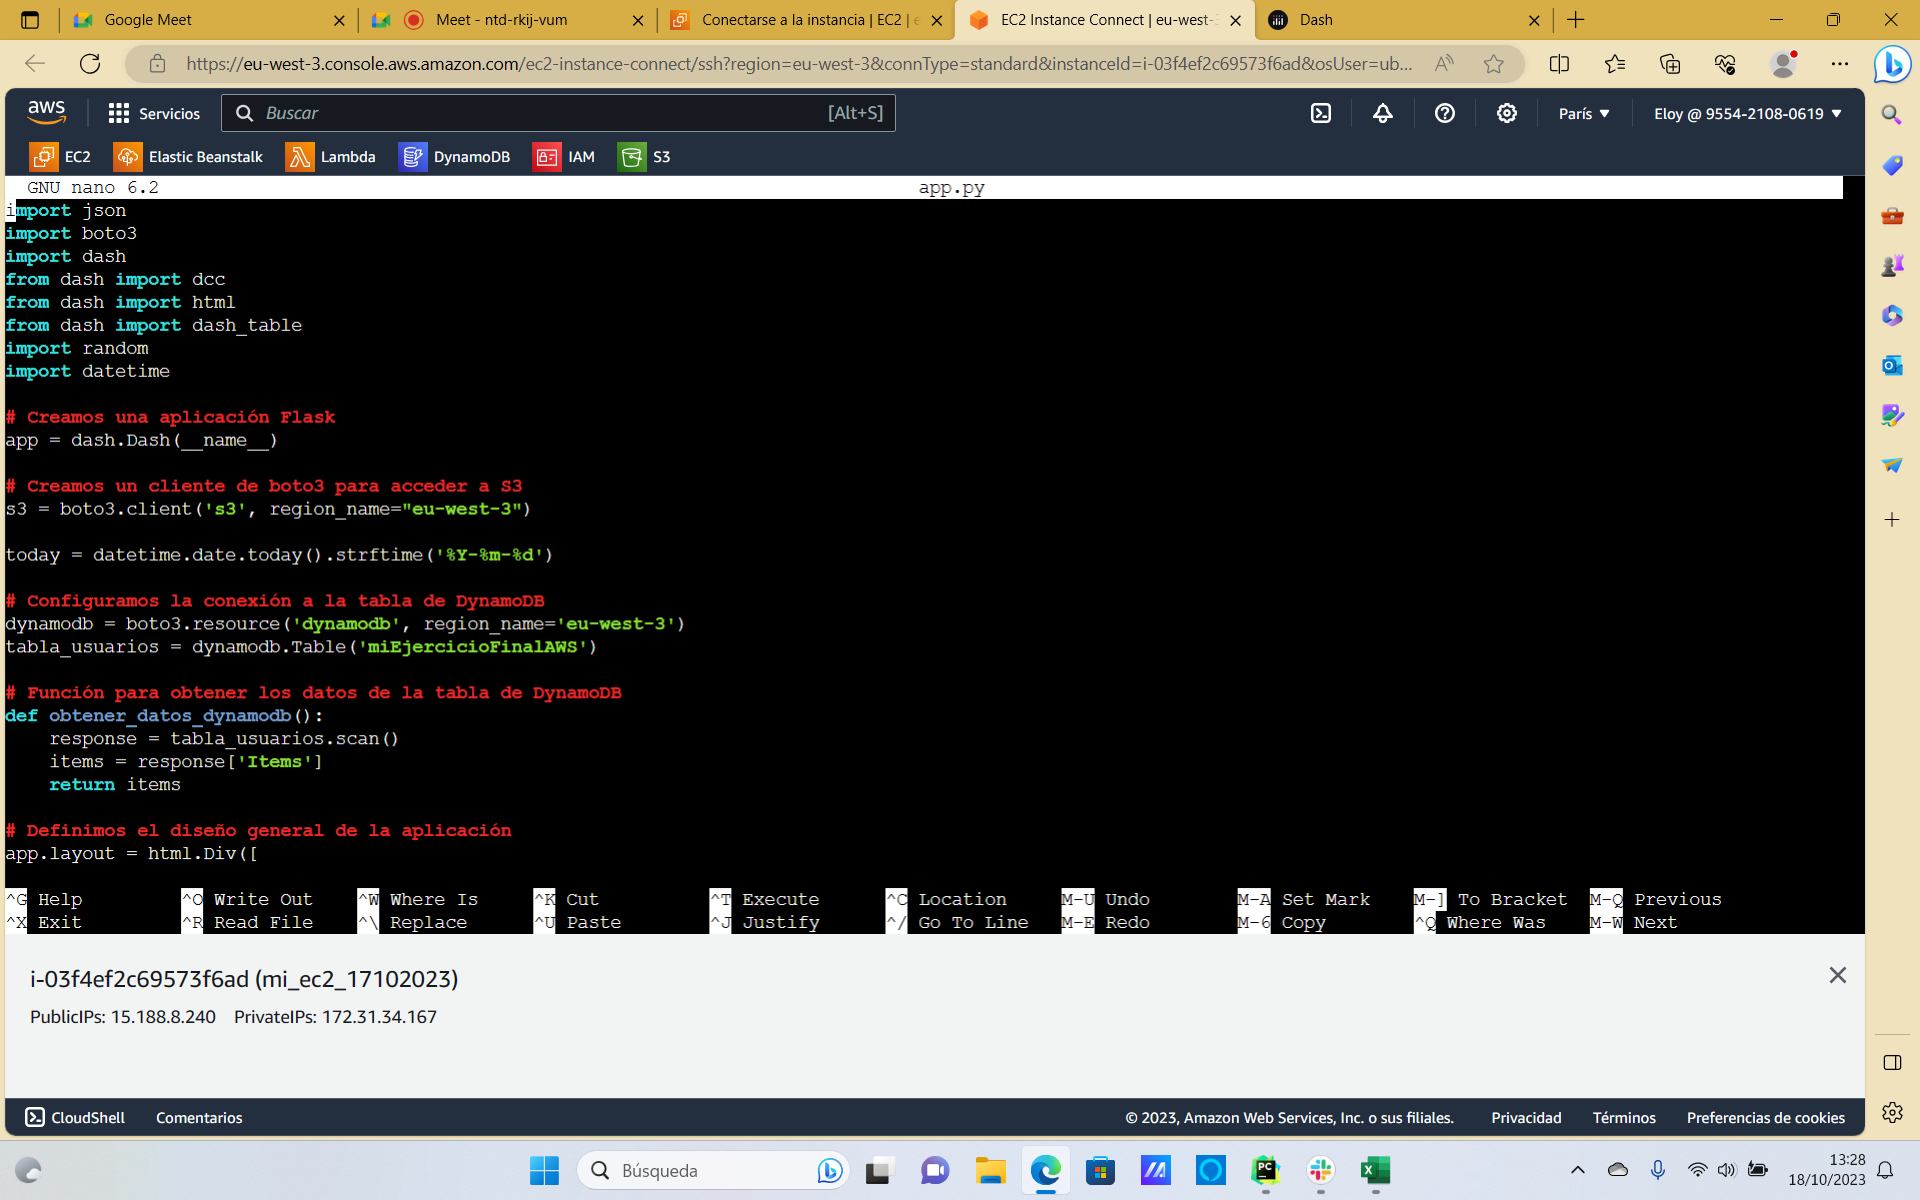 Google Meet
Meet - ntd-rkij-vum
Conectarse a la instancia | EC2 | e
EC2 Instance Connect | eu-west-3
Dash
https://eu-west-3.console.aws.amazon.com/ec2-instance-connect/ssh?region=eu-west-3&connType=standard&instanceId=i-03f4ef2c69573f6ad&osUser=ub...
aws
Servicios
Buscar
[Alt+S]
París
Eloy @ 9554-2108-0619
EC2
Elastic Beanstalk
Lambda
DynamoDB
IAM
S3
GNU nano 6.2 app.py
import json
import boto3
import dash
from dash import dcc
from dash import html
from dash import dash_table
import random
import datetime
# Creamos una aplicación Flask
app = dash.Dash(__name__)
# Creamos un cliente de boto3 para acceder a S3
s3 = boto3.client('s3', region_name="eu-west-3")
today = datetime.date.today().strftime('%Y-%m-%d')
# Configuramos la conexión a la tabla de DynamoDB
dynamodb = boto3.resource('dynamodb', region_name='eu-west-3')
tabla_usuarios = dynamodb.Table('miEjercicioFinalAWS')
# Función para obtener los datos de la tabla de DynamoDB
def obtener_datos_dynamodb():
    response = tabla_usuarios.scan()
    items = response['Items']
    return items
# Definimos el diseño general de la aplicación
app.layout = html.Div([
^G Help ^O Write Out ^W Where Is ^K Cut ^T Execute ^C Location M-U Undo M-A Set Mark M-] To Bracket M-Q Previous
^X Exit ^R Read File ^\ Replace ^U Paste ^J Justify ^/ Go To Line M-E Redo M-6 Copy ^Q Where Was M-W Next
i-03f4ef2c69573f6ad (mi_ec2_17102023)
PublicIPs: 15.188.8.240 PrivateIPs: 172.31.34.167
CloudShell
Comentarios
© 2023, Amazon Web Services, Inc. o sus filiales.
Privacidad
Términos
Preferencias de cookies
Búsqueda
13:28
18/10/2023